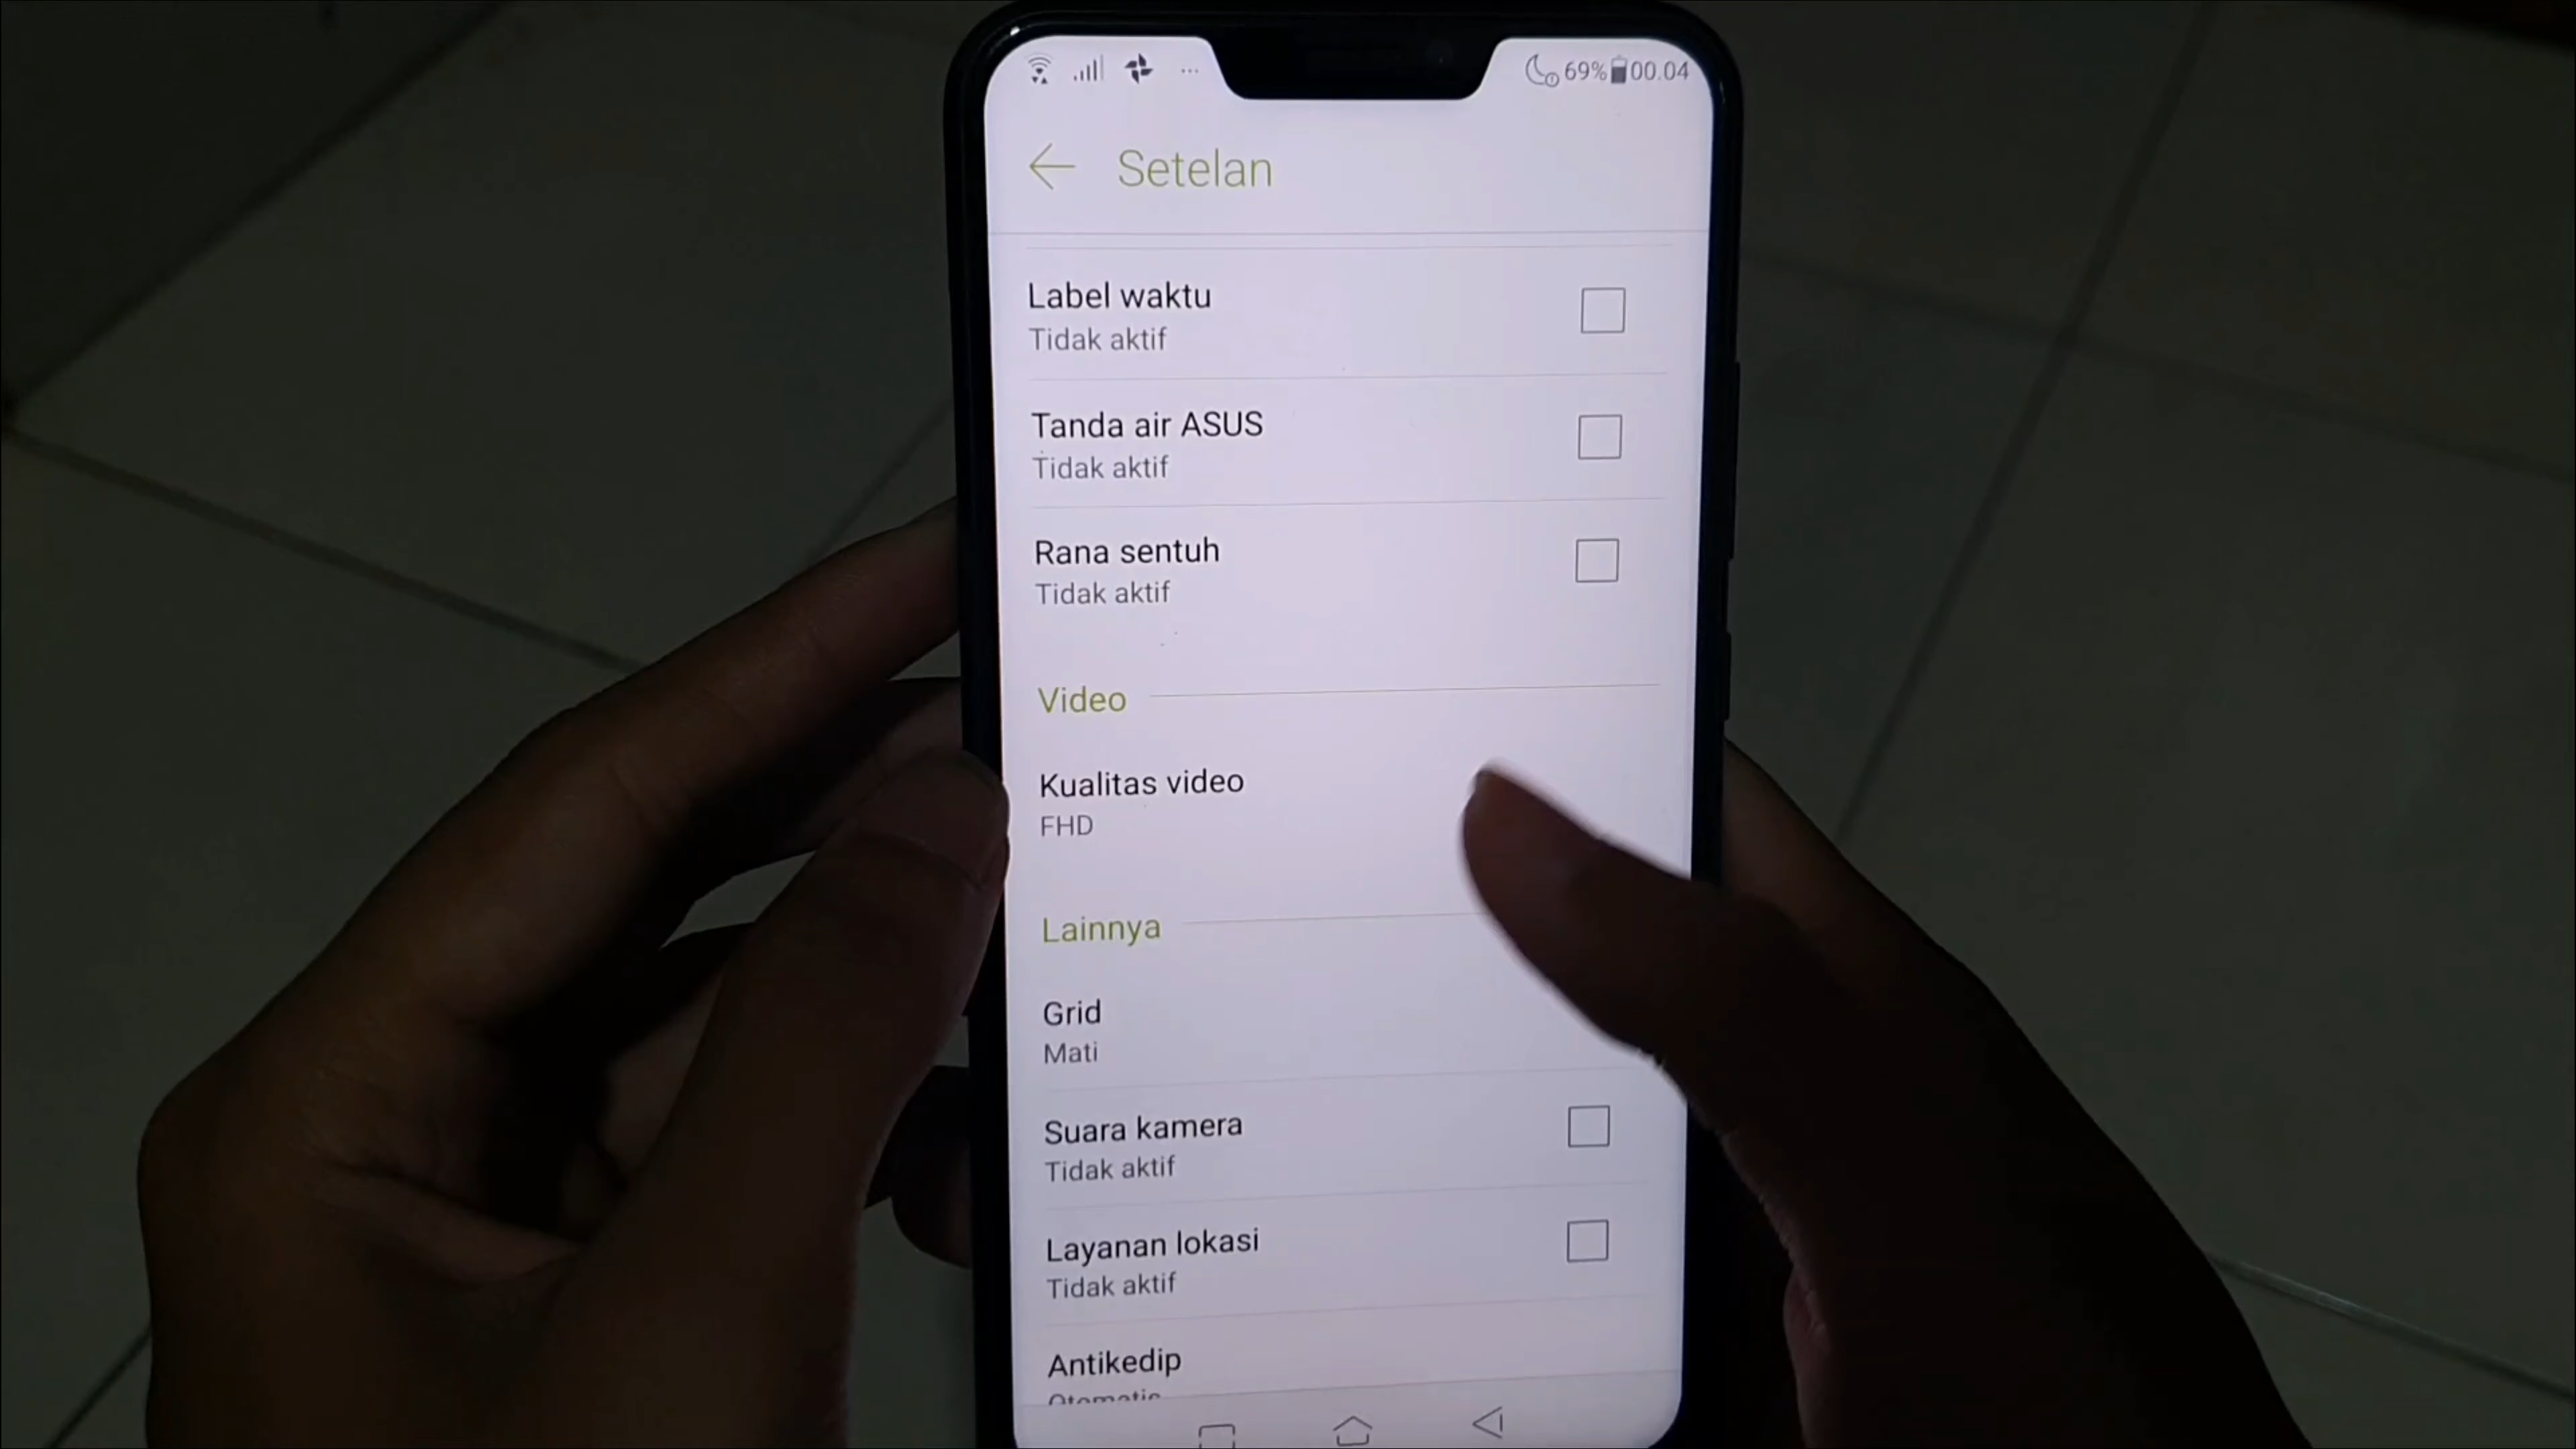 69% 00.04
Setelan
Label waktu
Tidak aktif
Tanda air ASUS
Tidak aktif
Rana sentuh
Tidak aktif
Video
Kualitas video
FHD
Lainnya
Grid
Mati
Suara kamera
Tidak aktif
Layanan lokasi
Tidak aktif
Antikedip
Otomatis